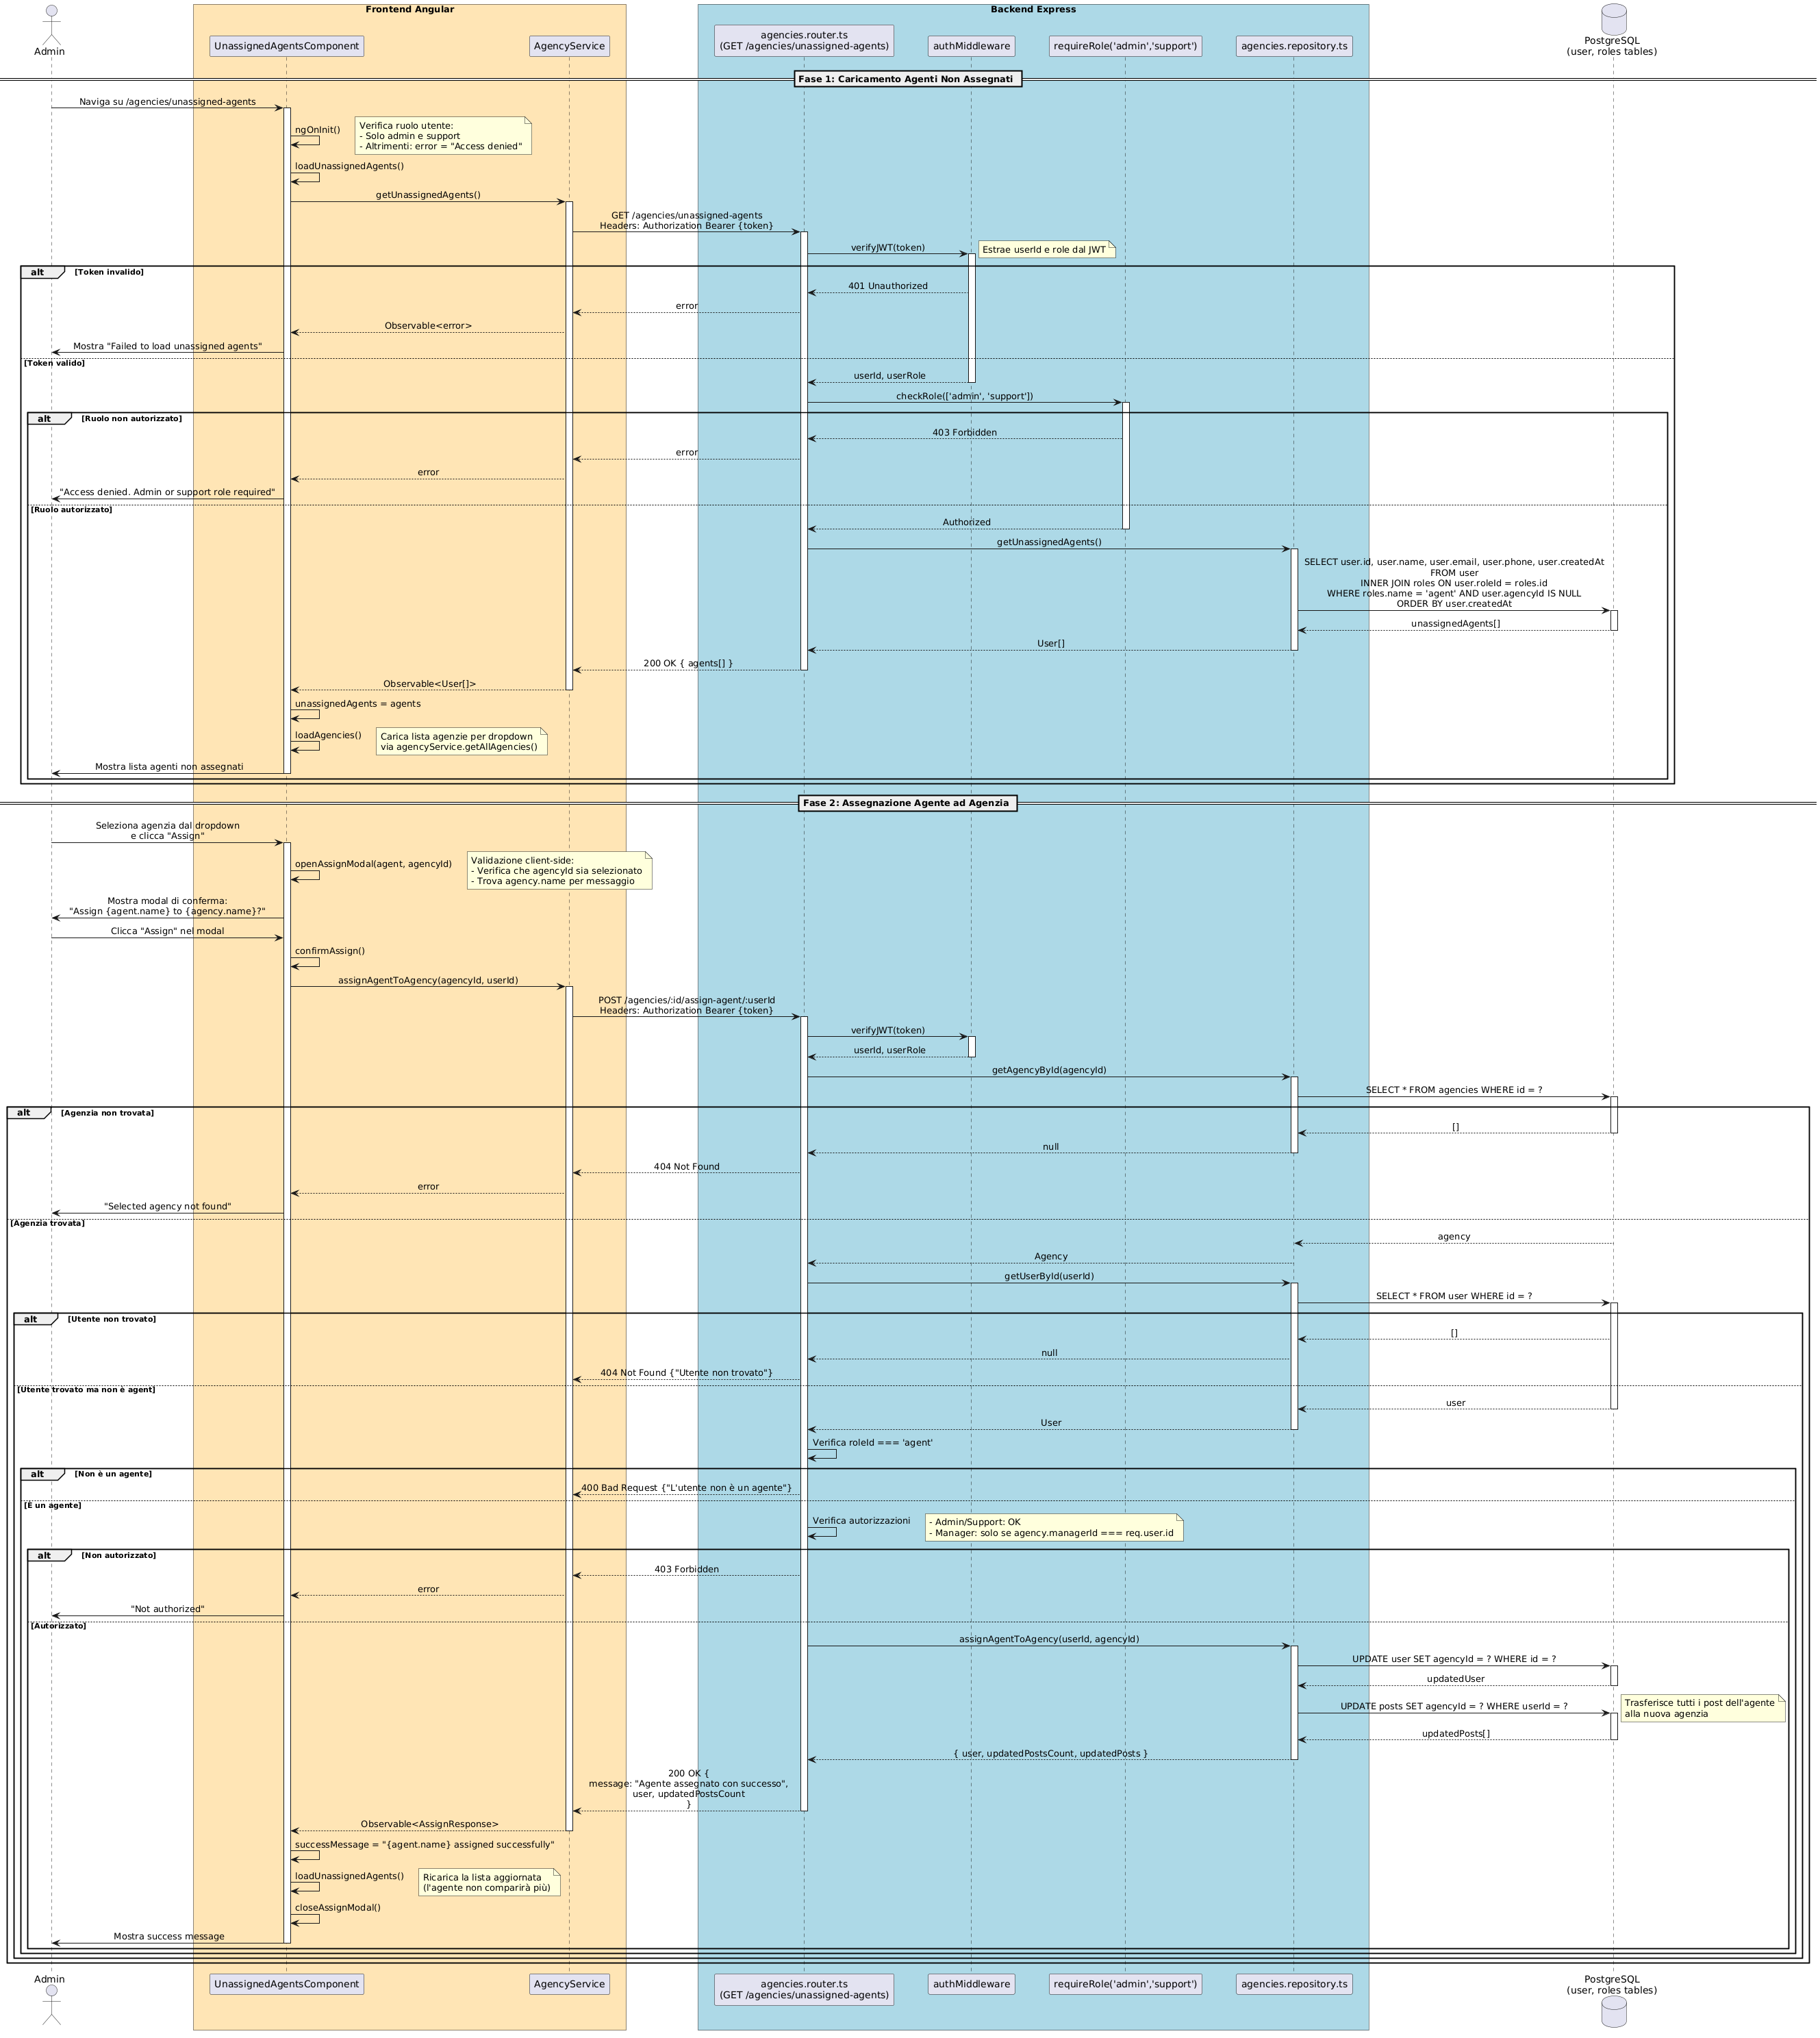 Frontend Angular
Backend Express
Admin
UnassignedAgentsComponent
AgencyService
agencies.router.ts
(GET /agencies/unassigned-agents)
authMiddleware
requireRole('admin','support')
agencies.repository.ts
PostgreSQL
(user, roles tables)
Fase 1: Caricamento Agenti Non Assegnati
Naviga su /agencies/unassigned-agents
ngOnInit()
Verifica ruolo utente:
- Solo admin e support
- Altrimenti: error = "Access denied"
loadUnassignedAgents()
getUnassignedAgents()
GET /agencies/unassigned-agents
Headers: Authorization Bearer {token}
verifyJWT(token)
Estrae userId e role dal JWT
alt
[Token invalido]
401 Unauthorized
error
Observable<error>
Mostra "Failed to load unassigned agents"
[Token valido]
userId, userRole
checkRole(['admin', 'support'])
alt
[Ruolo non autorizzato]
403 Forbidden
error
error
"Access denied. Admin or support role required"
[Ruolo autorizzato]
Authorized
getUnassignedAgents()
SELECT user.id, user.name, user.email, user.phone, user.createdAt
FROM user
INNER JOIN roles ON user.roleId = roles.id
WHERE roles.name = 'agent' AND user.agencyId IS NULL
ORDER BY user.createdAt
unassignedAgents[]
User[]
200 OK { agents[] }
Observable<User[]>
unassignedAgents = agents
loadAgencies()
Carica lista agenzie per dropdown
via agencyService.getAllAgencies()
Mostra lista agenti non assegnati
Fase 2: Assegnazione Agente ad Agenzia
Seleziona agenzia dal dropdown
e clicca "Assign"
openAssignModal(agent, agencyId)
Validazione client-side:
- Verifica che agencyId sia selezionato
- Trova agency.name per messaggio
Mostra modal di conferma:
"Assign {agent.name} to {agency.name}?"
Clicca "Assign" nel modal
confirmAssign()
assignAgentToAgency(agencyId, userId)
POST /agencies/:id/assign-agent/:userId
Headers: Authorization Bearer {token}
verifyJWT(token)
userId, userRole
getAgencyById(agencyId)
SELECT * FROM agencies WHERE id = ?
alt
[Agenzia non trovata]
[]
null
404 Not Found
error
"Selected agency not found"
[Agenzia trovata]
agency
Agency
getUserById(userId)
SELECT * FROM user WHERE id = ?
alt
[Utente non trovato]
[]
null
404 Not Found {"Utente non trovato"}
[Utente trovato ma non è agent]
user
User
Verifica roleId === 'agent'
alt
[Non è un agente]
400 Bad Request {"L'utente non è un agente"}
[È un agente]
Verifica autorizzazioni
- Admin/Support: OK
- Manager: solo se agency.managerId === req.user.id
alt
[Non autorizzato]
403 Forbidden
error
"Not authorized"
[Autorizzato]
assignAgentToAgency(userId, agencyId)
UPDATE user SET agencyId = ? WHERE id = ?
updatedUser
UPDATE posts SET agencyId = ? WHERE userId = ?
Trasferisce tutti i post dell'agente
alla nuova agenzia
updatedPosts[]
{ user, updatedPostsCount, updatedPosts }
200 OK {
message: "Agente assegnato con successo",
user, updatedPostsCount
}
Observable<AssignResponse>
successMessage = "{agent.name} assigned successfully"
loadUnassignedAgents()
Ricarica la lista aggiornata
(l'agente non comparirà più)
closeAssignModal()
Mostra success message
Admin
UnassignedAgentsComponent
AgencyService
agencies.router.ts
(GET /agencies/unassigned-agents)
authMiddleware
requireRole('admin','support')
agencies.repository.ts
PostgreSQL
(user, roles tables)